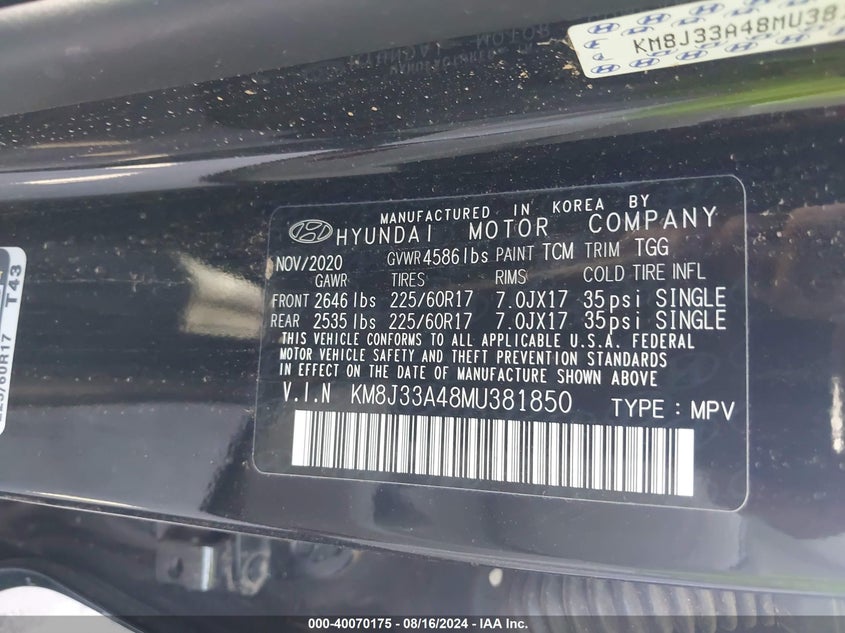 KM8J33A48MU38
MANUFACTURED IN KOREA BY
HYUNDAI MOTOR COMPANY
NOV/2020 GVWR 4586 lbs PAINT TCM TRIM TGG
GAWR TIRES RIMS COLD TIRE INFL
FRONT 2646 lbs 225/60R17 7.0JX17 35psi SINGLE
REAR 2535 lbs 225/60R17 7.0JX17 35psi SINGLE
THIS VEHICLE CONFORMS TO ALL APPLICABLE U.S.A. FEDERAL
MOTOR VEHICLE SAFETY AND THEFT PREVENTION STANDARDS
IN EFFECT ON THE DATE OF MANUFACTURE SHOWN ABOVE
V.I.N KM8J33A48MU381850 TYPE : MPV
T43
225/60R17
000-40070175 - 08/16/2024 - IAA Inc.